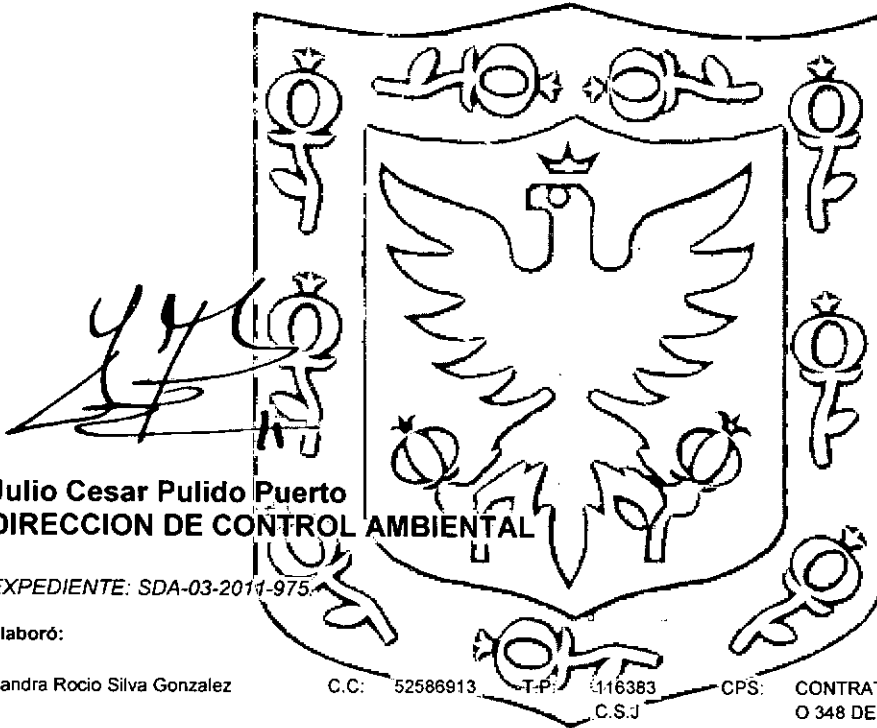 Julio Cesar Pulido Puerto
DIRECCION DE CONTROL AMBIENTAL
EXPEDIENTE: SDA-03-2011-975
laboró:
andra Rocio Silva Gonzalez C.C: 52586913 T.P: 116383 CPS: CONTRAT
C.S.J O 348 DE